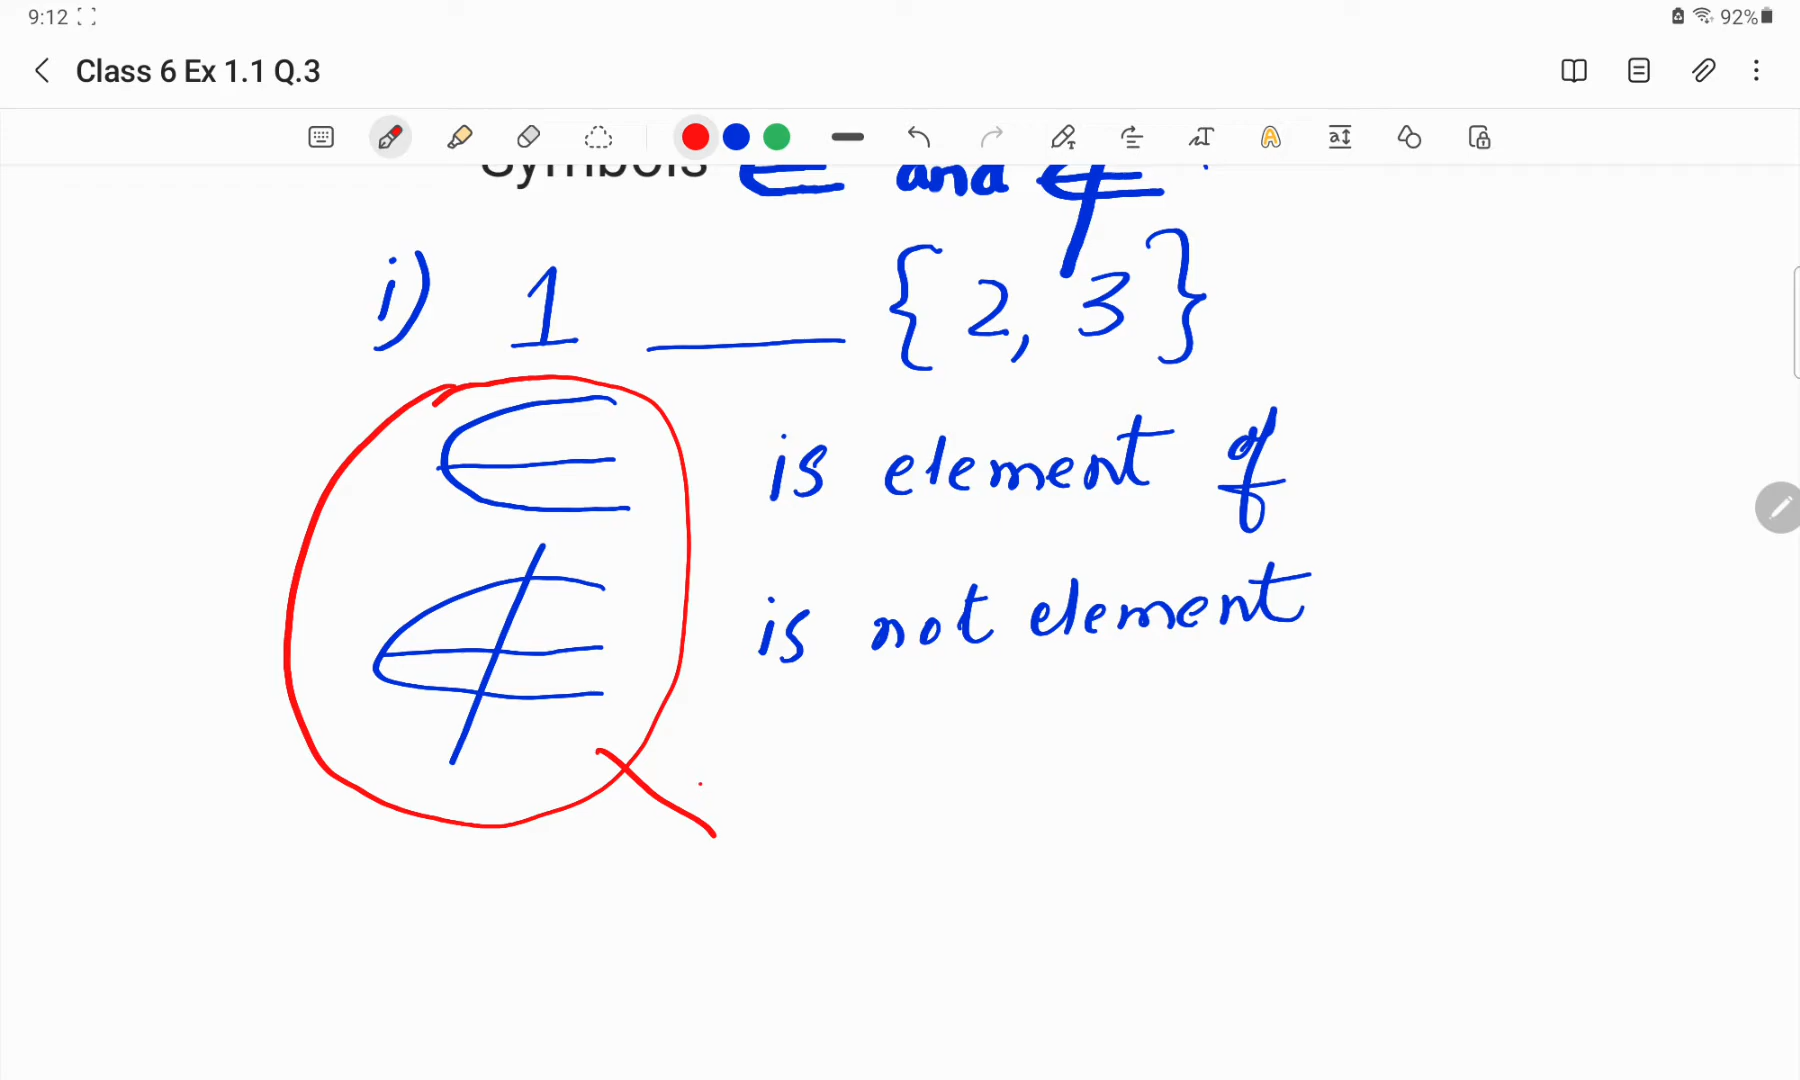 9:12
92%
Class 6 Ex 1.1 Q.3
Symbols ∈ and ∉
i) 1 ____ { 2, 3 }
∈ is element of
∉ is not element